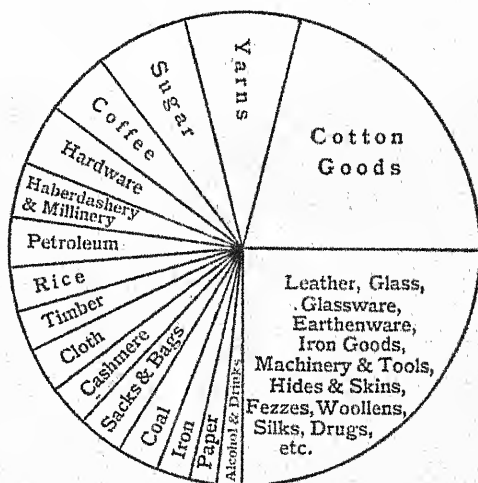 Yarns
Sugar
Coffee
Hardware
Haberdashery
& Millinery
Petroleum
Rice
Timber
Cloth
Cashmere
Sacks & Bags
Coal
Iron
Paper
Alcohol & Drinks
Cotton
Goods
Leather, Glass,
Glassware,
Earthenware,
Iron Goods,
Machinery & Tools,
Hides & Skins,
Fezzes, Woollens,
Silks, Drugs,
etc.